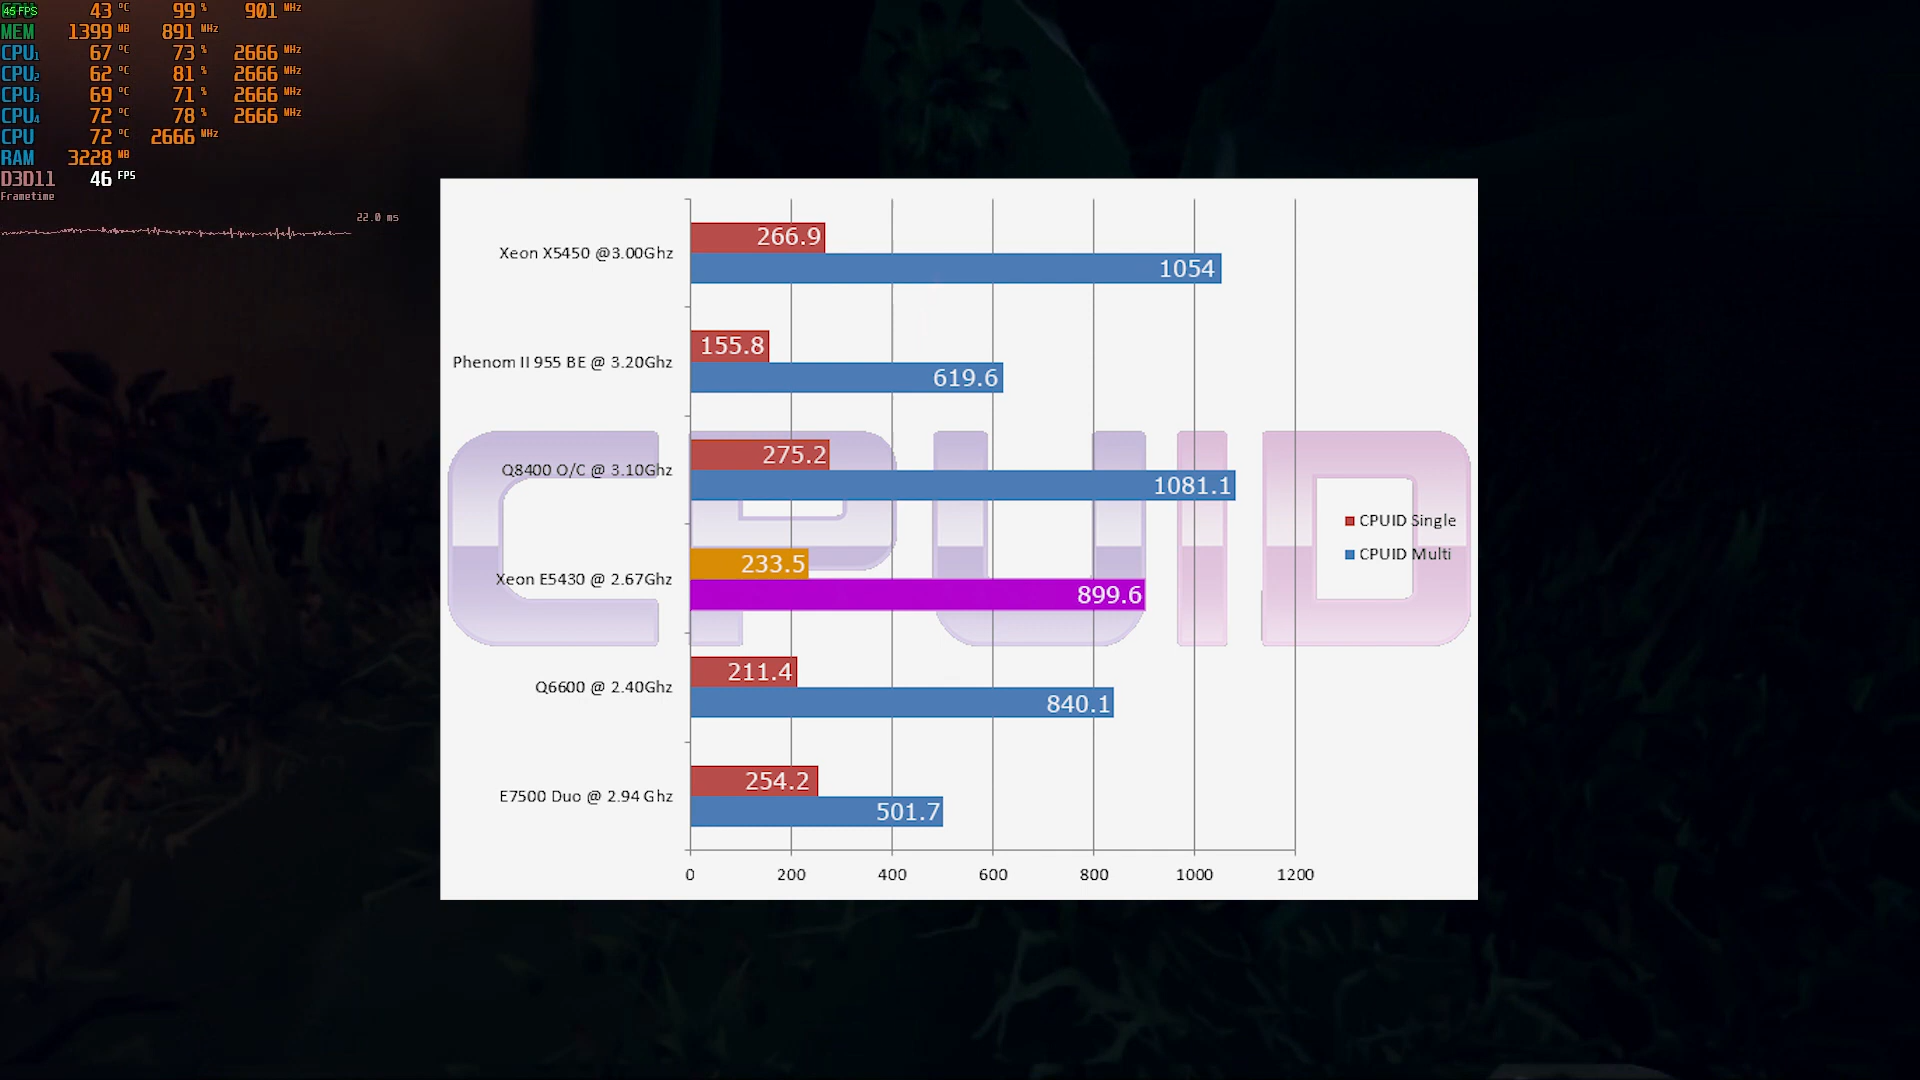 45 FPS 43 °C 99 % 901 MHz
MEM 1399 MB 891 MHz
CPU1 67 °C 73 % 2666 MHz
CPU2 62 °C 81 % 2666 MHz
CPU3 69 °C 71 % 2666 MHz
CPU4 72 °C 78 % 2666 MHz
CPU 72 °C 2666 MHz
RAM 3228 MB
D3D11 46 FPS
Frametime
22.0 ms
Xeon X5450 @3.00Ghz
266.9
1054
Phenom II 955 BE @ 3.20Ghz
155.8
619.6
CPUID
Q8400 O/C @ 3.10Ghz
275.2
1081.1
Xeon E5430 @ 2.67Ghz
233.5
899.6
Q6600 @ 2.40Ghz
211.4
840.1
E7500 Duo @ 2.94 Ghz
254.2
501.7
0 200 400 600 800 1000 1200
CPUID Single
CPUID Multi